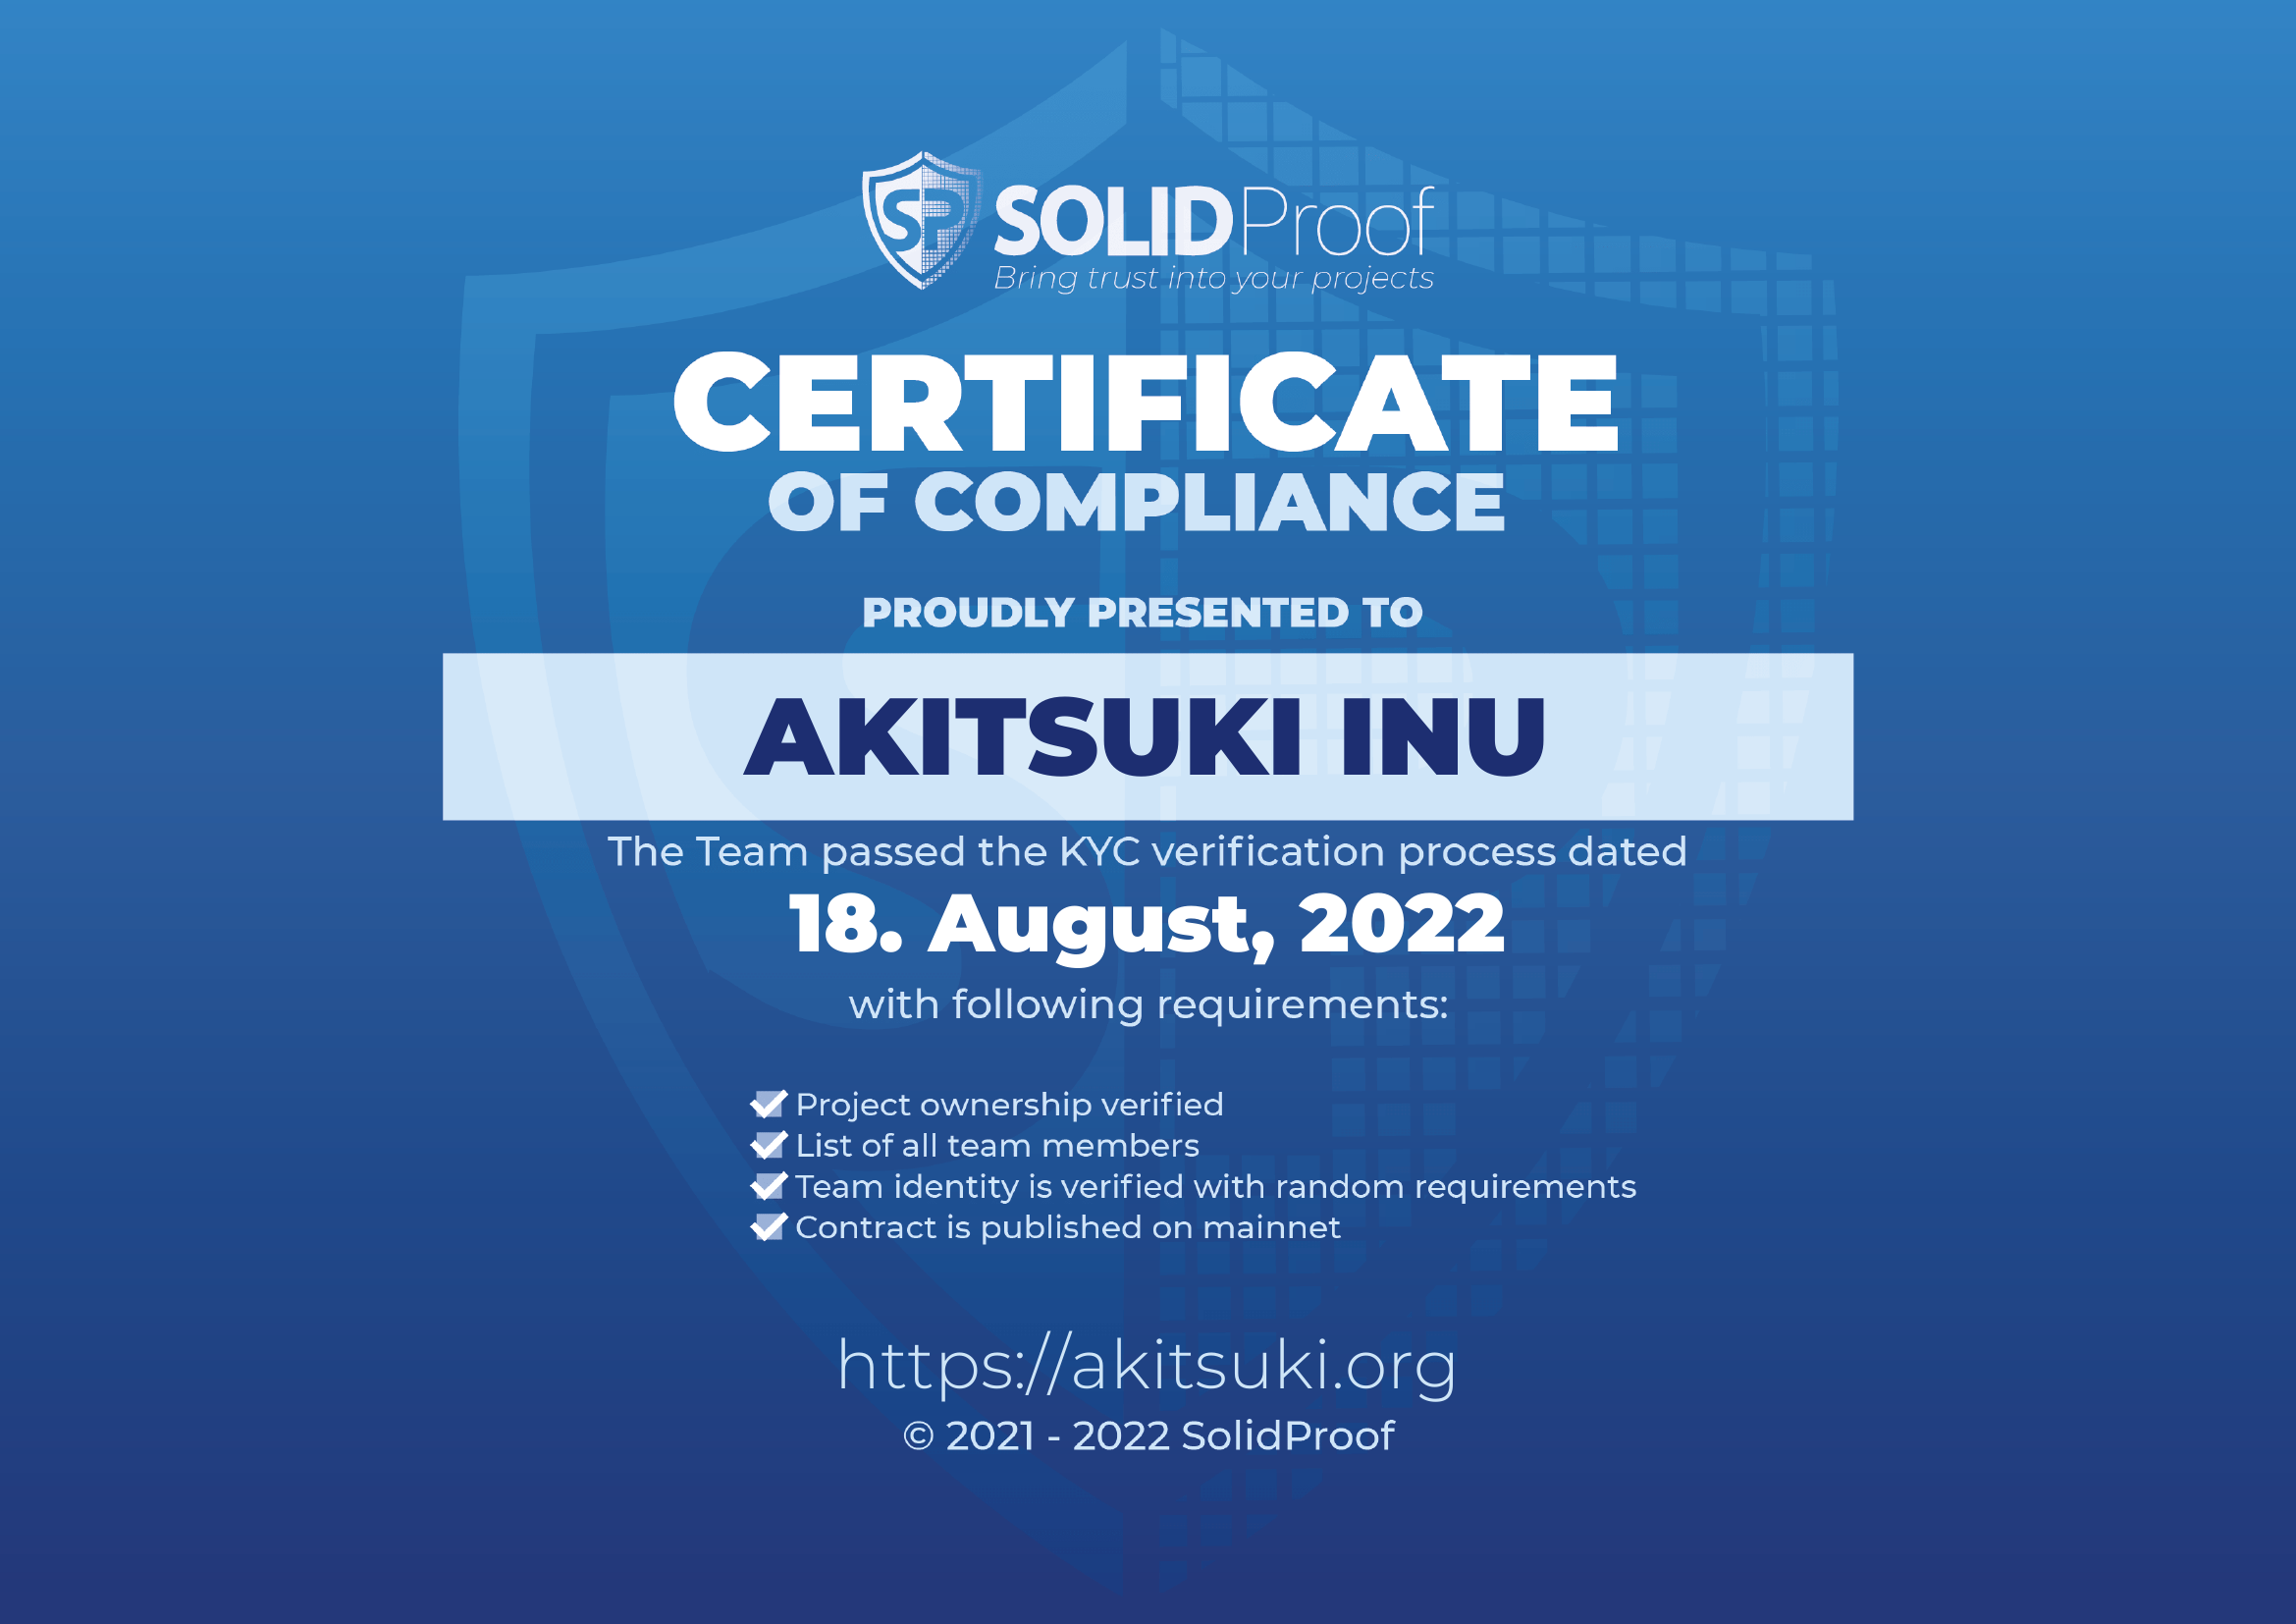 SP SOLIDProof
Bring trust into your projects
CERTIFICATE
OF COMPLIANCE
PROUDLY PRESENTED TO
AKITSUKI INU
The Team passed the KYC verification process dated
18. August, 2022
with following requirements:
Project ownership verified
List of all team members
Team identity is verified with random requirements
Contract is published on mainnet
https://akitsuki.org
© 2021 - 2022 SolidProof